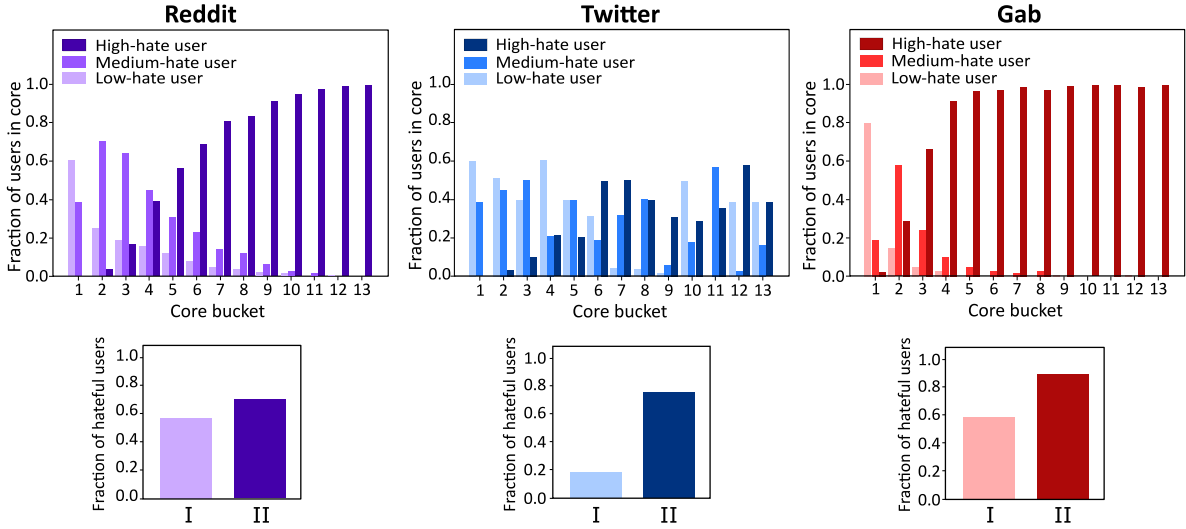 Reddit
High-hate user
Medium-hate user
Low-hate user
Fraction of users in core
1.0
0.8
0.6
0.4
0.2
0.0
1 2 3 4 5 6 7 8 9 10 11 12 13
Core bucket
Twitter
High-hate user
Medium-hate user
Low-hate user
Fraction of users in core
1.0
0.8
0.6
0.4
0.2
0.0
1 2 3 4 5 6 7 8 9 10 11 12 13
Core bucket
Gab
High-hate user
Medium-hate user
Low-hate user
Fraction of users in core
1.0
0.8
0.6
0.4
0.2
0.0
1 2 3 4 5 6 7 8 9 10 11 12 13
Core bucket
Fraction of hateful users
1.0
0.8
0.6
0.4
0.2
0.0
I II
Fraction of hateful users
1.0
0.8
0.6
0.4
0.2
0.0
I II
Fraction of hateful users
1.0
0.8
0.6
0.4
0.2
0.0
I II